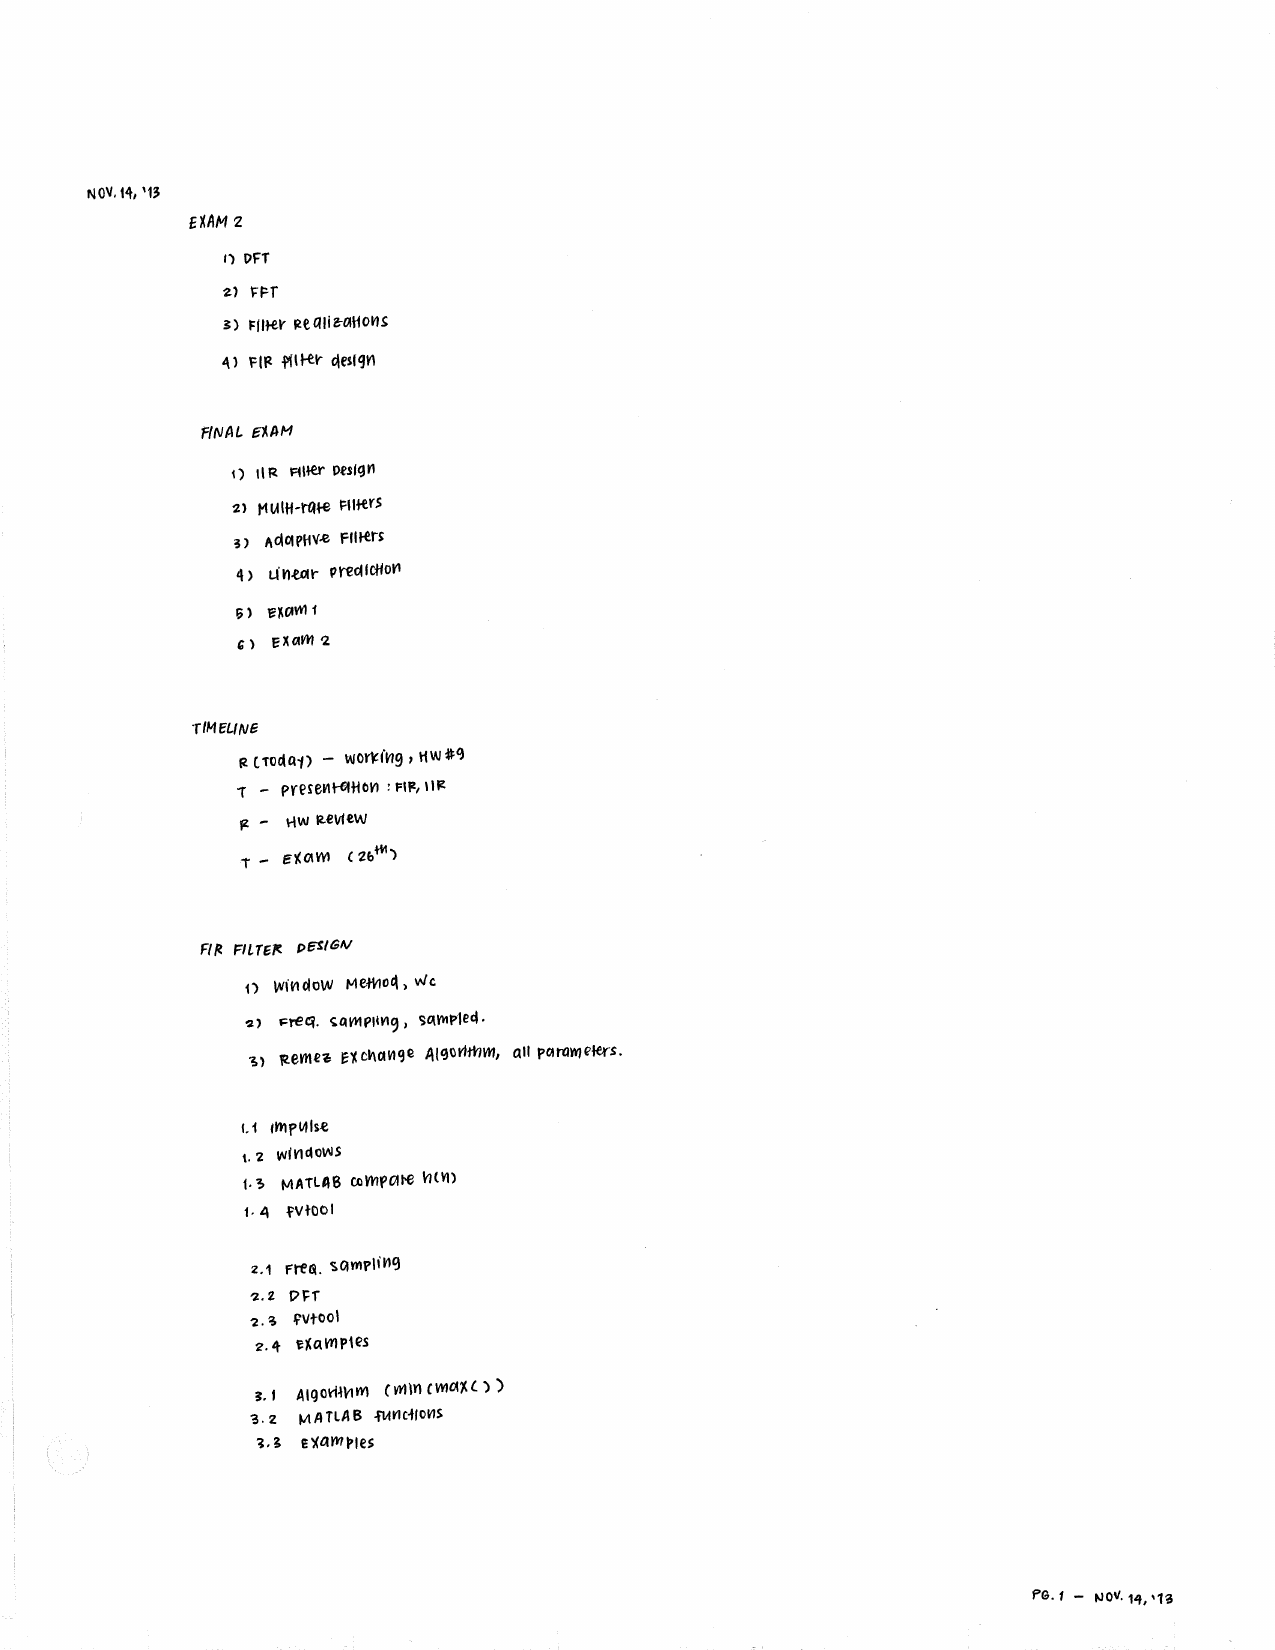 NOV. 14, '13
EXAM 2
1) DFT
2) FFT
3) Filter Realizations
4) FIR filter design
FINAL EXAM
1) IIR Filter Design
2) Multi-rate Filters
3) Adaptive Filters
4) Linear prediction
5) Exam 1
6) Exam 2
TIMELINE
R (Today) – working, HW #9
T – presentation : FIR, IIR
R – HW Review
T – Exam (26th)
FIR FILTER DESIGN
1) Window Method, Wc
2) Freq. sampling, sampled.
3) Remez Exchange Algorithm, all parameters.
1.1 impulse
1.2 windows
1.3 MATLAB compare h(n)
1.4 fvtool
2.1 Freq. sampling
2.2 DFT
2.3 fvtool
2.4 Examples
3.1 Algorithm (min(max( ))
3.2 MATLAB functions
3.3 Examples
PG. 1 – NOV. 14, '13